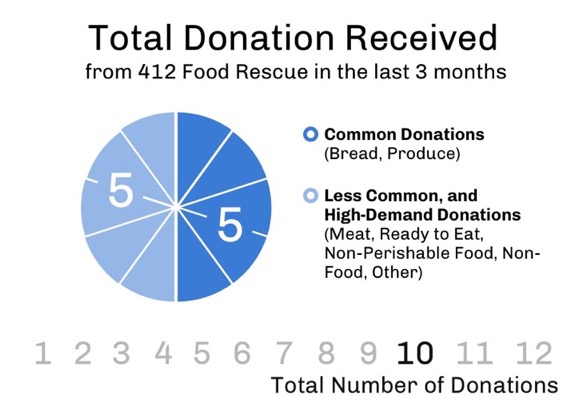 Total Donation Received
from 412 Food Rescue in the last 3 months
Common Donations
(Bread, Produce)
5
5
Less Common, and
High-Demand Donations
(Meat, Ready to Eat,
Non-Perishable Food, Non-
Food, Other)
1 2 3 4 5 6 7 8 9 10 11 12
Total Number of Donations